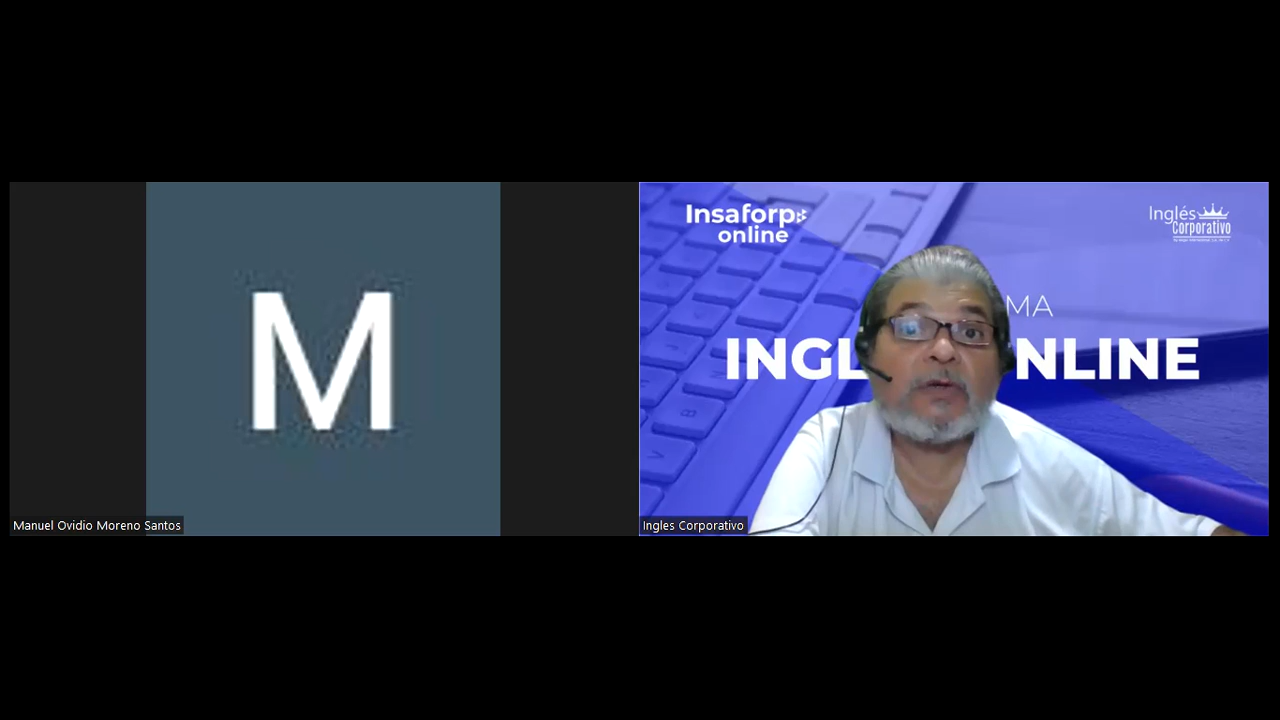 M
Manuel Ovidio Moreno Santos
Insaforp
online
Inglés
Corporativo
MA
INGL NLINE
Ingles Corporativo